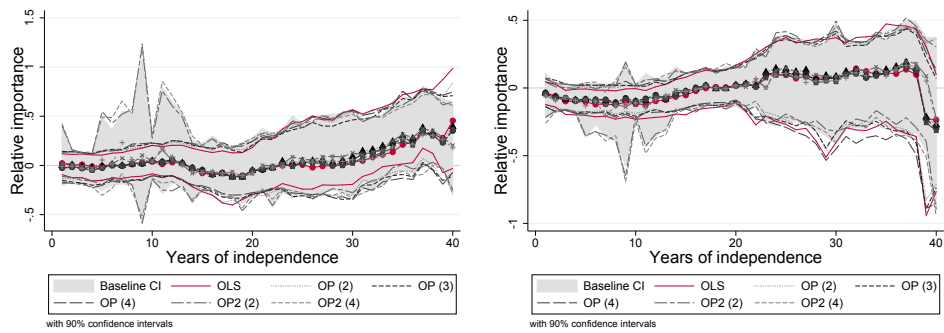 Relative importance
1.5
1
.5
0
-.5
0
10
20
30
40
Years of independence
Baseline CI OLS OP (2) OP (3)
OP (4) OP2 (2) OP2 (4)
with 90% confidence intervals
Relative importance
.5
0
-.5
-1
0
10
20
30
40
Years of independence
Baseline CI OLS OP (2) OP (3)
OP (4) OP2 (2) OP2 (4)
with 90% confidence intervals